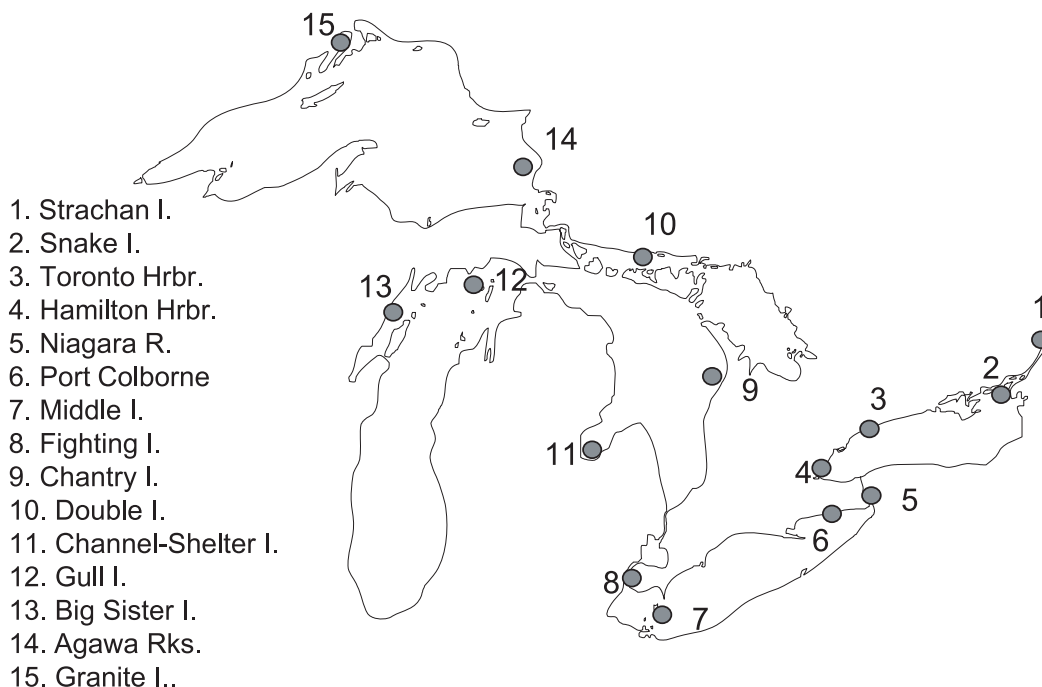 15
14
1. Strachan I.
2. Snake I.
3. Toronto Hrbr.
4. Hamilton Hrbr.
5. Niagara R.
6. Port Colborne
7. Middle I.
8. Fighting I.
9. Chantry I.
10. Double I.
11. Channel-Shelter I.
12. Gull I.
13. Big Sister I.
14. Agawa Rks.
15. Granite I..
10
12
13
1
2
9
3
11
4
5
6
8
7